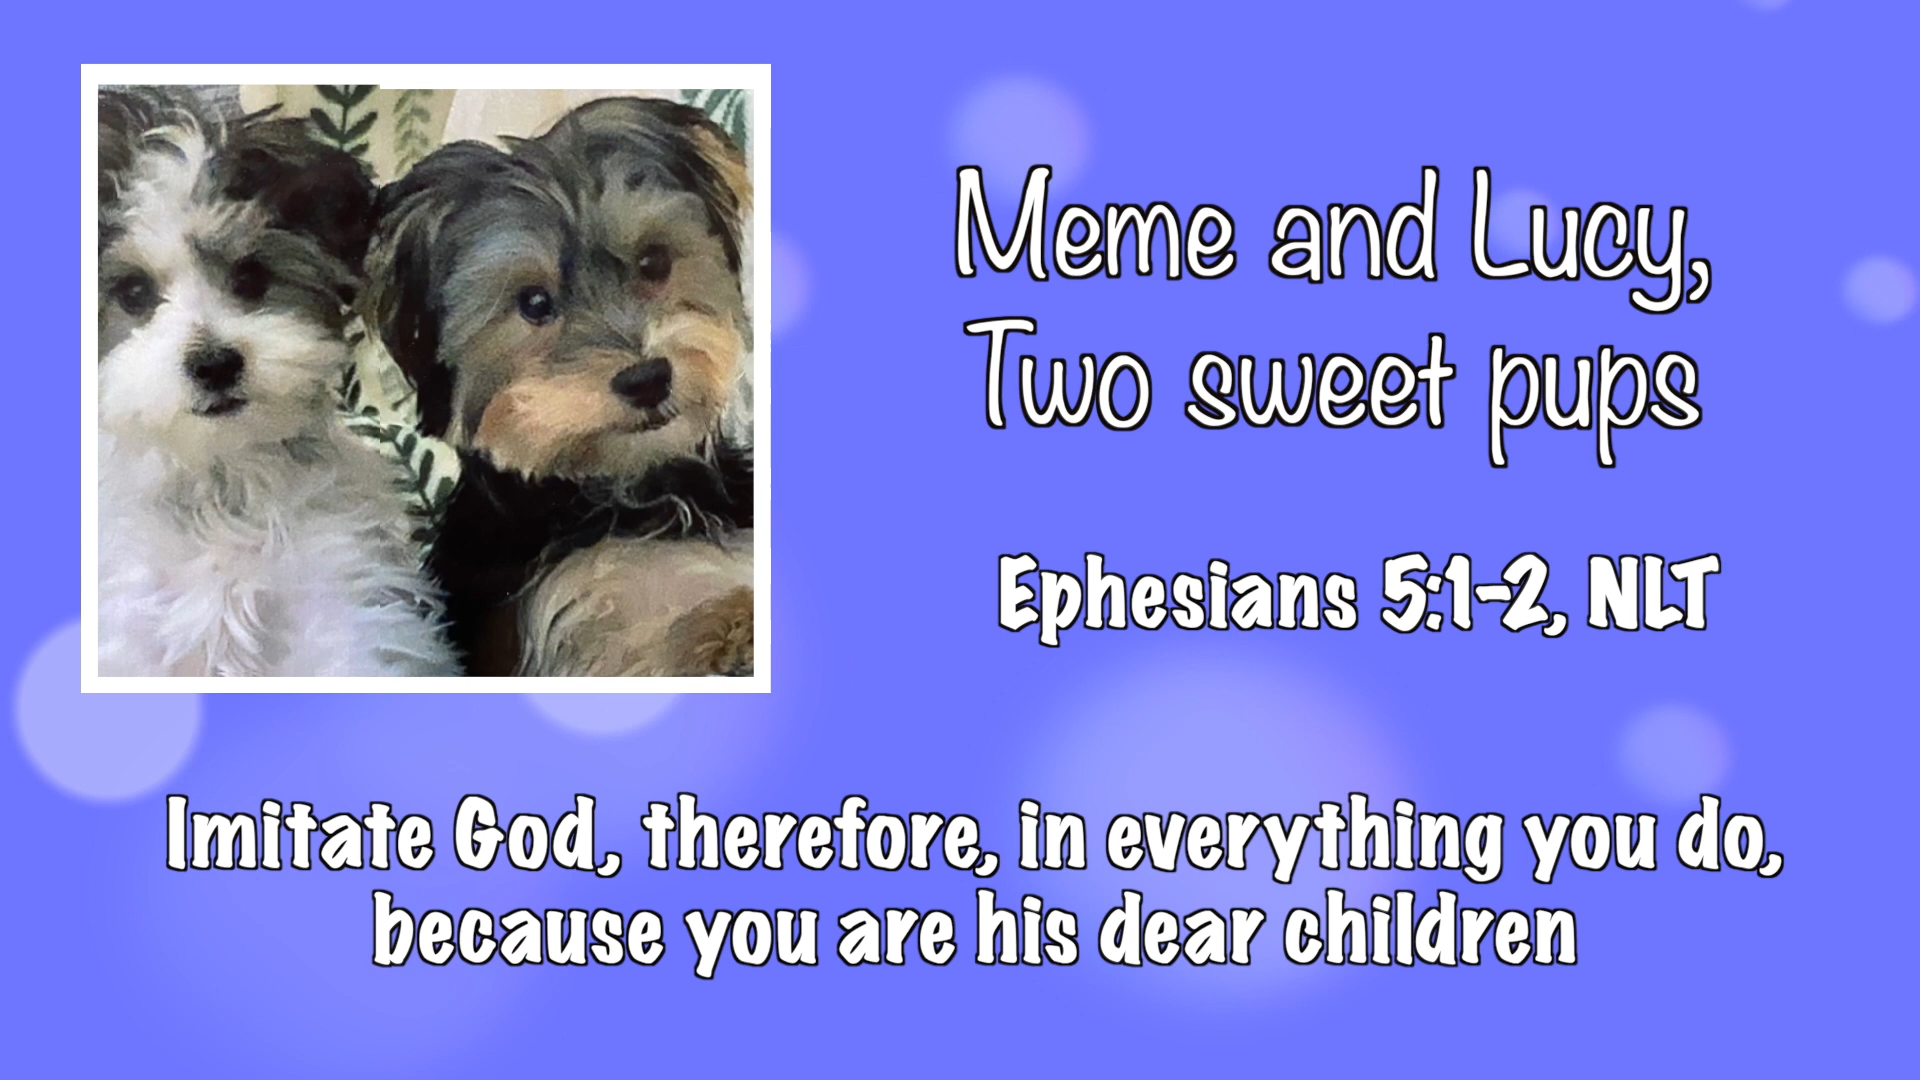 Meme and Lucy,
Two sweet pups
Ephesians 5:1-2, NLT
Imitate God, therefore, in everything you do,
because you are his dear children